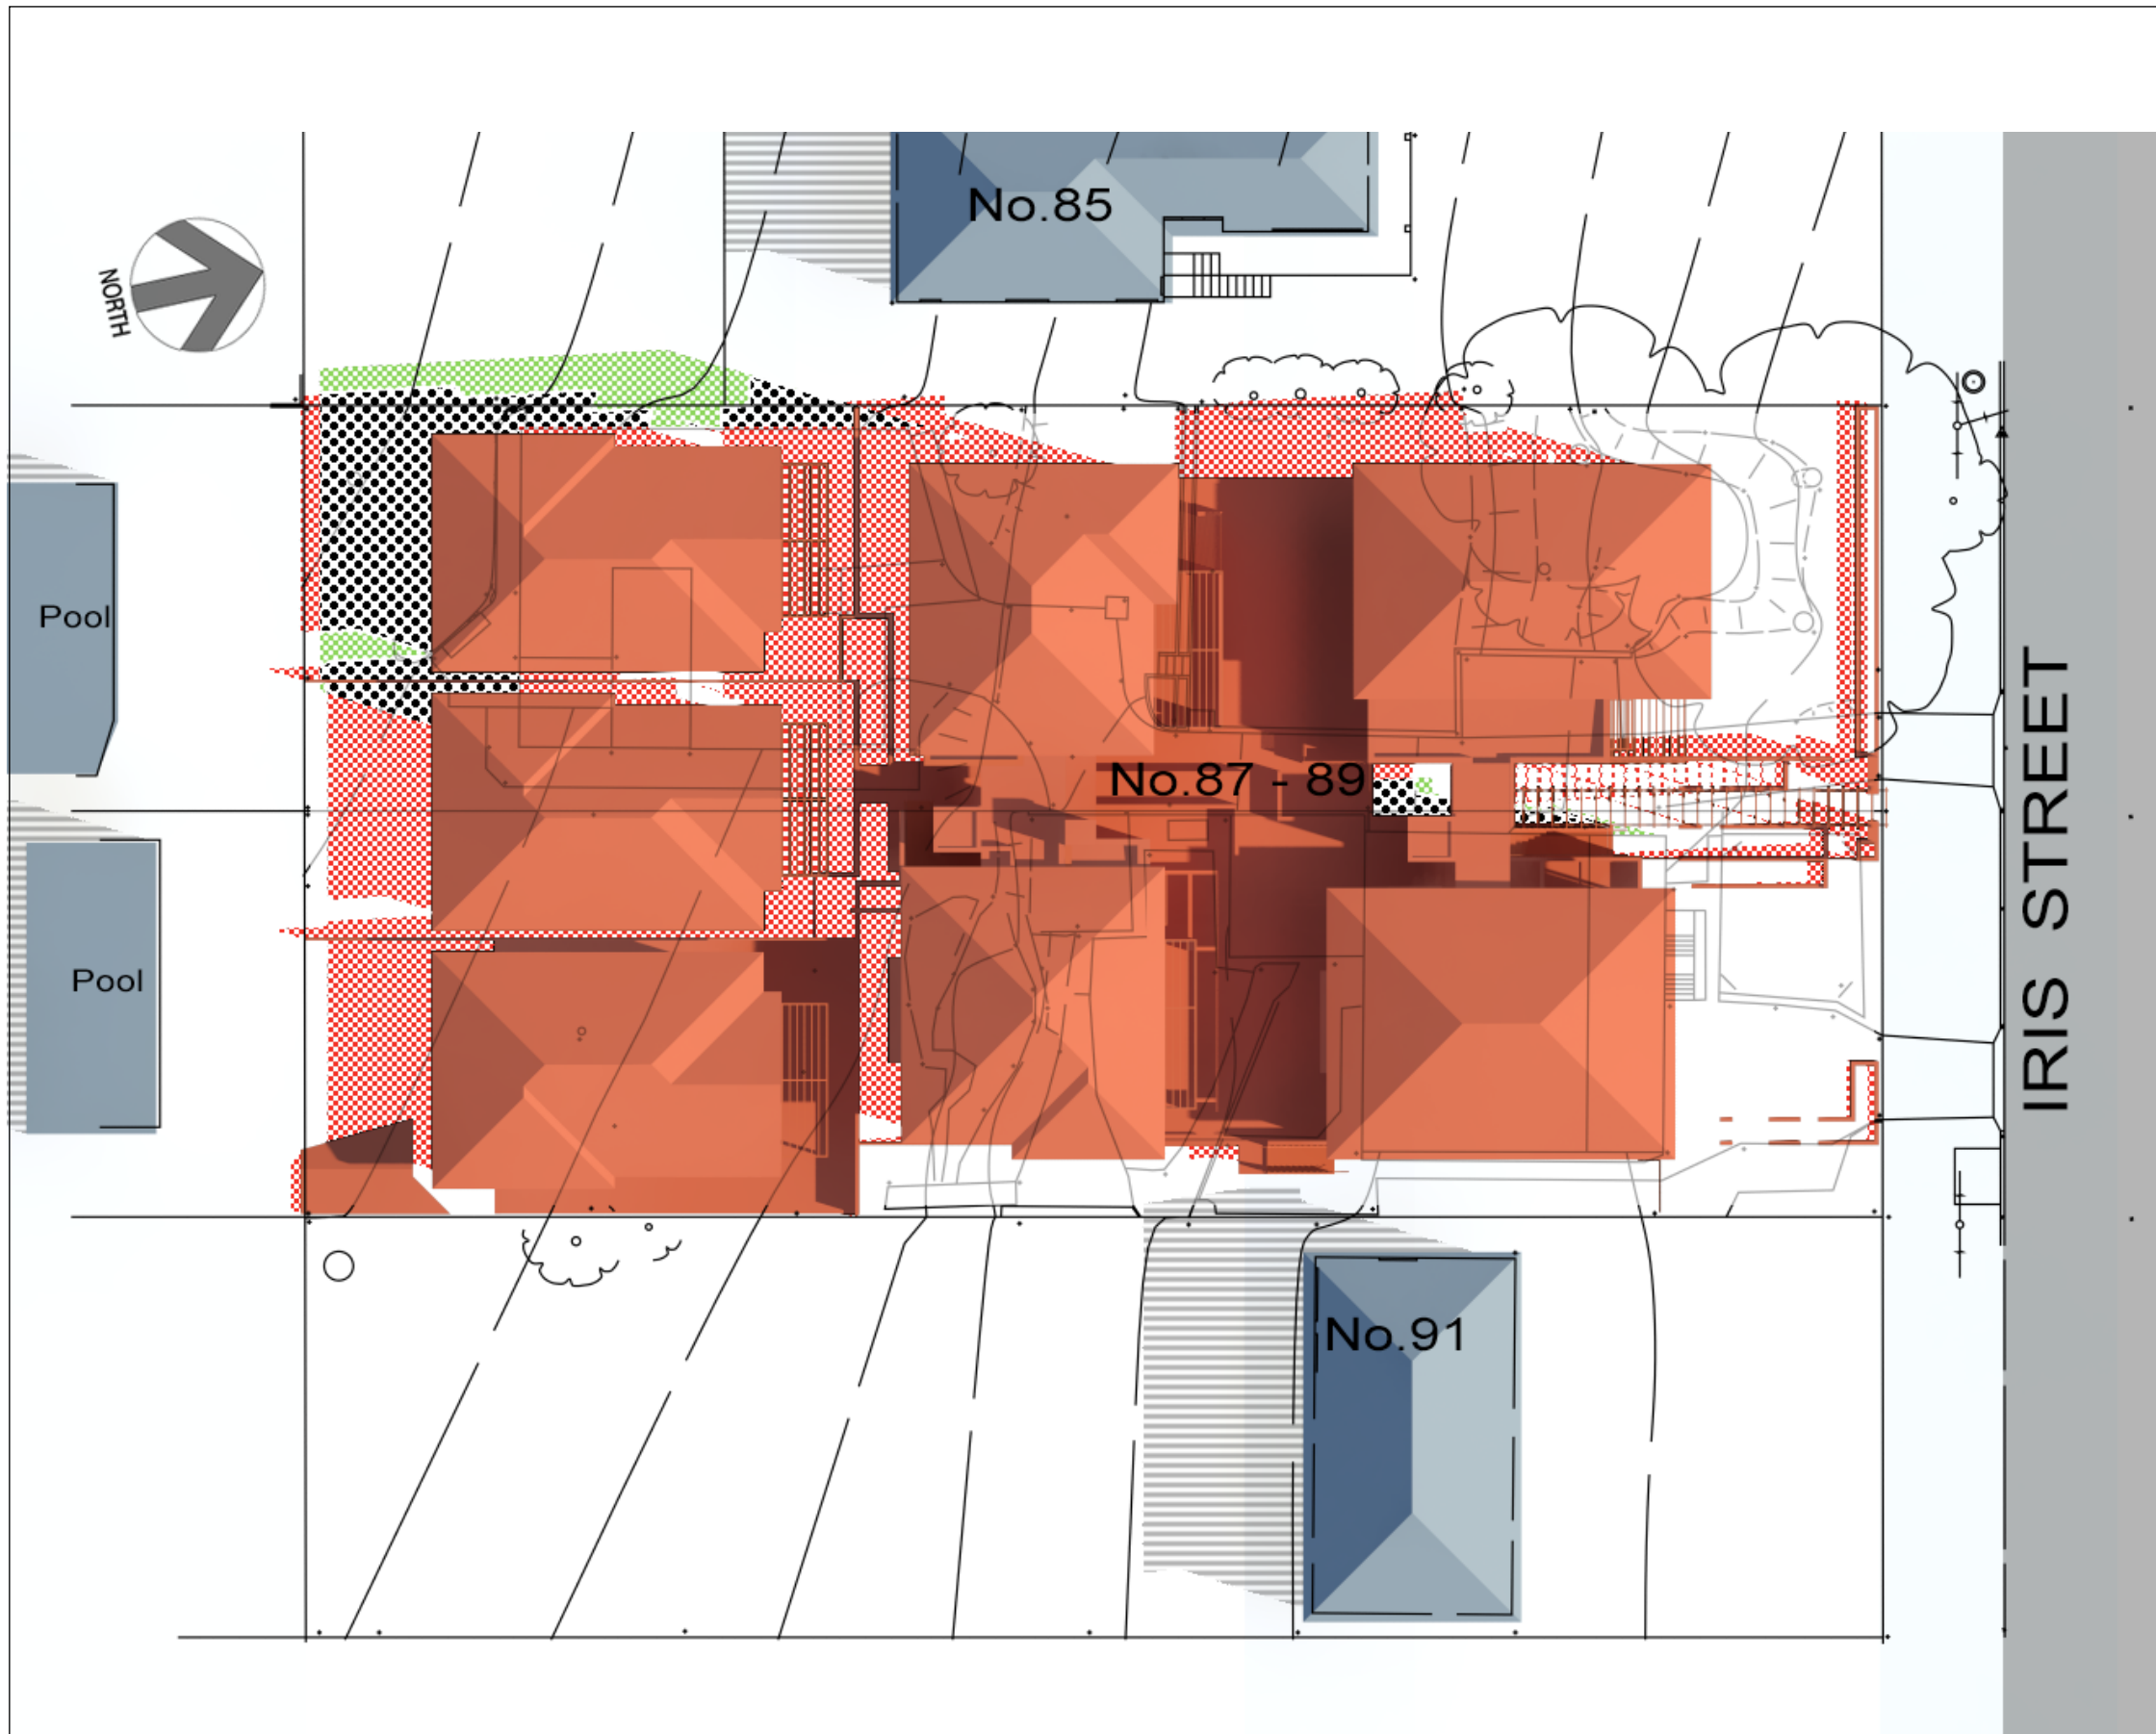 No.85
NORTH
Pool
No.87 - 89
IRIS STREET
Pool
No.91